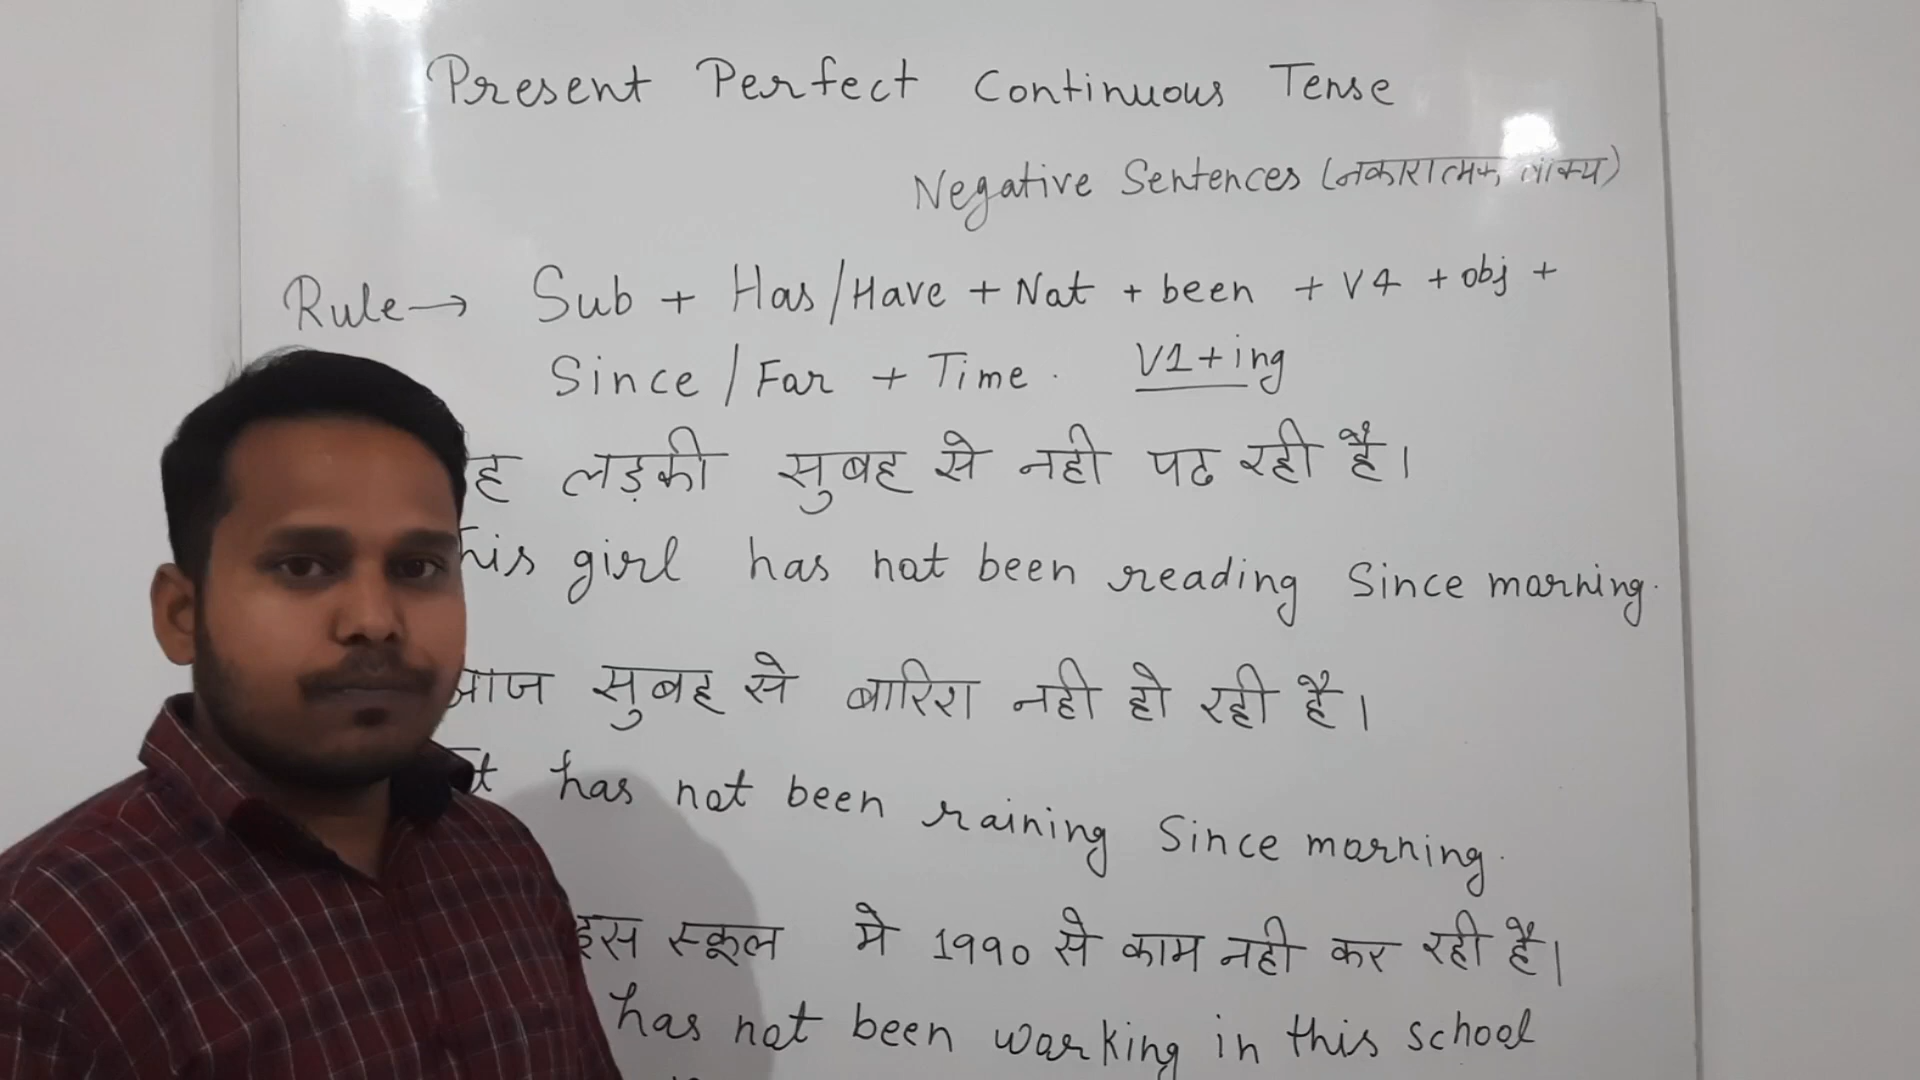 Present Perfect Continuous Tense
Negative Sentences (नकारात्मक वाक्य)
Rule→ Sub + Has/Have + Not + been + V4 + obj +
Since/For + Time. V1+ing
लड़की सुबह से नही पढ रही है।
girl has not been reading Since morning.
आज सुबह से बारिश नही हो रही है।
It has not been raining Since morning.
इस स्कूल मे 1990 से काम नही कर रही है।
has not been working in this school